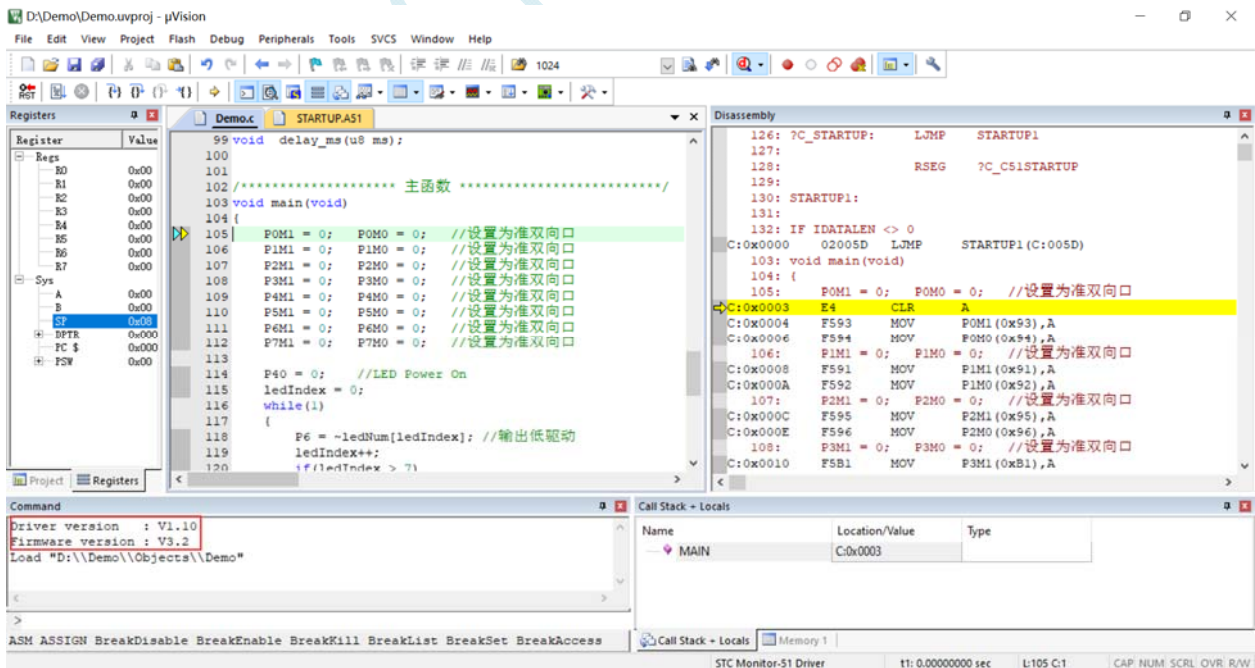 D:\Demo\Demo.uvproj - µVision
File Edit View Project Flash Debug Peripherals Tools SVCS Window Help
1024
RST
Registers
Register Value
Regs
R0 0x00
R1 0x00
R2 0x00
R3 0x00
R4 0x00
R5 0x00
R6 0x00
R7 0x00
Sys
A 0x00
B 0x00
SP 0x08
DPTR 0x000
PC $ 0x000
PSW 0x00
Project Registers
Demo.c STARTUP.A51
99 void delay_ms(u8 ms);
100
101
102 /******************** 主函数 **************************/
103 void main(void)
104 {
105 P0M1 = 0; P0M0 = 0; //设置为准双向口
106 P1M1 = 0; P1M0 = 0; //设置为准双向口
107 P2M1 = 0; P2M0 = 0; //设置为准双向口
108 P3M1 = 0; P3M0 = 0; //设置为准双向口
109 P4M1 = 0; P4M0 = 0; //设置为准双向口
110 P5M1 = 0; P5M0 = 0; //设置为准双向口
111 P6M1 = 0; P6M0 = 0; //设置为准双向口
112 P7M1 = 0; P7M0 = 0; //设置为准双向口
113
114 P40 = 0; //LED Power On
115 ledIndex = 0;
116 while(1)
117 {
118 P6 = ~ledNum[ledIndex]; //输出低驱动
119 ledIndex++;
120 if(ledIndex > 7)
Disassembly
126: ?C_STARTUP: LJMP STARTUP1
127:
128: RSEG ?C_C51STARTUP
129:
130: STARTUP1:
131:
132: IF IDATALEN <> 0
C:0x0000 02005D LJMP STARTUP1(C:005D)
103: void main(void)
104: {
105: P0M1 = 0; P0M0 = 0; //设置为准双向口
C:0x0003 E4 CLR A
C:0x0004 F593 MOV P0M1(0x93),A
C:0x0006 F594 MOV P0M0(0x94),A
106: P1M1 = 0; P1M0 = 0; //设置为准双向口
C:0x0008 F591 MOV P1M1(0x91),A
C:0x000A F592 MOV P1M0(0x92),A
107: P2M1 = 0; P2M0 = 0; //设置为准双向口
C:0x000C F595 MOV P2M1(0x95),A
C:0x000E F596 MOV P2M0(0x96),A
108: P3M1 = 0; P3M0 = 0; //设置为准双向口
C:0x0010 F5B1 MOV P3M1(0xB1),A
Command
Driver version : V1.10
Firmware version : V3.2
Load "D:\\Demo\\Objects\\Demo"
>
ASM ASSIGN BreakDisable BreakEnable BreakKill BreakList BreakSet BreakAccess
Call Stack + Locals
Name Location/Value Type
MAIN C:0x0003
Call Stack + Locals Memory 1
STC Monitor-51 Driver t1: 0.00000000 sec L:105 C:1 CAP NUM SCRL OVR R/W